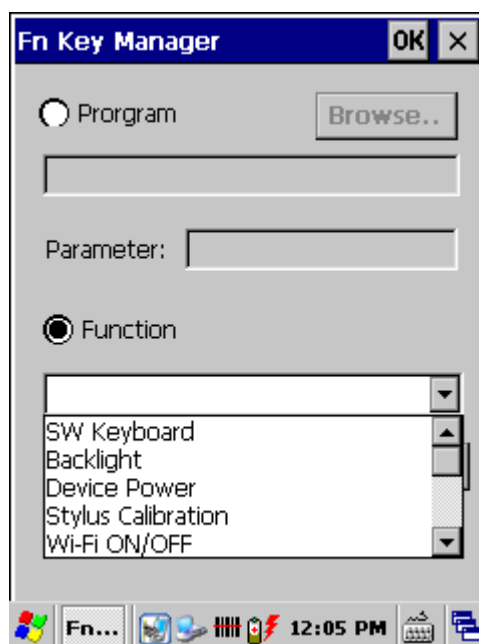 Fn Key Manager OK ×
Prorgram Browse..
Parameter:
Function
SW Keyboard
Backlight
Device Power
Stylus Calibration
Wi-Fi ON/OFF
Fn... 12:05 PM